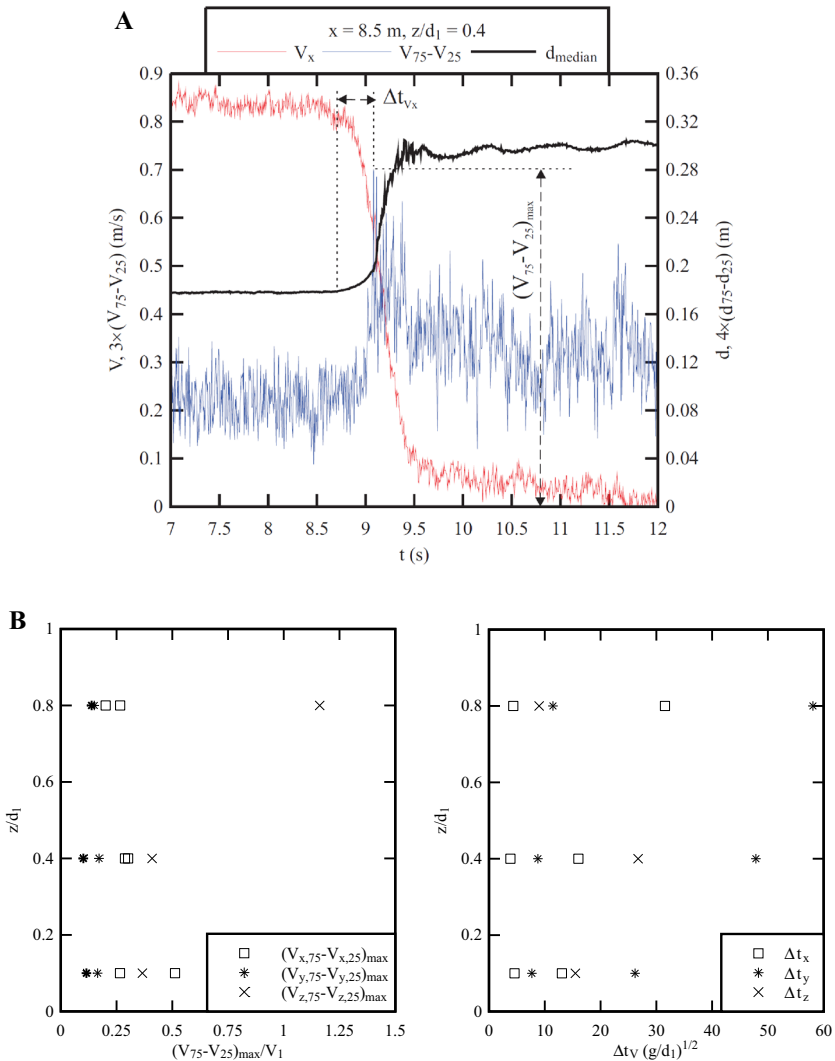 A
x = 8.5 m, z/d1 = 0.4
Vx V75-V25 dmedian
0.9 0.36
0.8 0.32
0.7 0.28
0.6 0.24
0.5 0.2
0.4 0.16
0.3 0.12
0.2 0.08
0.1 0.04
0 0
ΔtVx
(V75-V25)max
V, 3×(V75-V25) (m/s)
d, 4×(d75-d25) (m)
7 7.5 8 8.5 9 9.5 10 10.5 11 11.5 12
t (s)
B
1
0.8
0.6
0.4
0.2
0
z/d1
(Vx,75-Vx,25)max
(Vy,75-Vy,25)max
(Vz,75-Vz,25)max
0 0.25 0.5 0.75 1 1.25 1.5
(V75-V25)max/V1
1
0.8
0.6
0.4
0.2
0
z/d1
Δtx
Δty
Δtz
0 10 20 30 40 50 60
ΔtV (g/d1)1/2